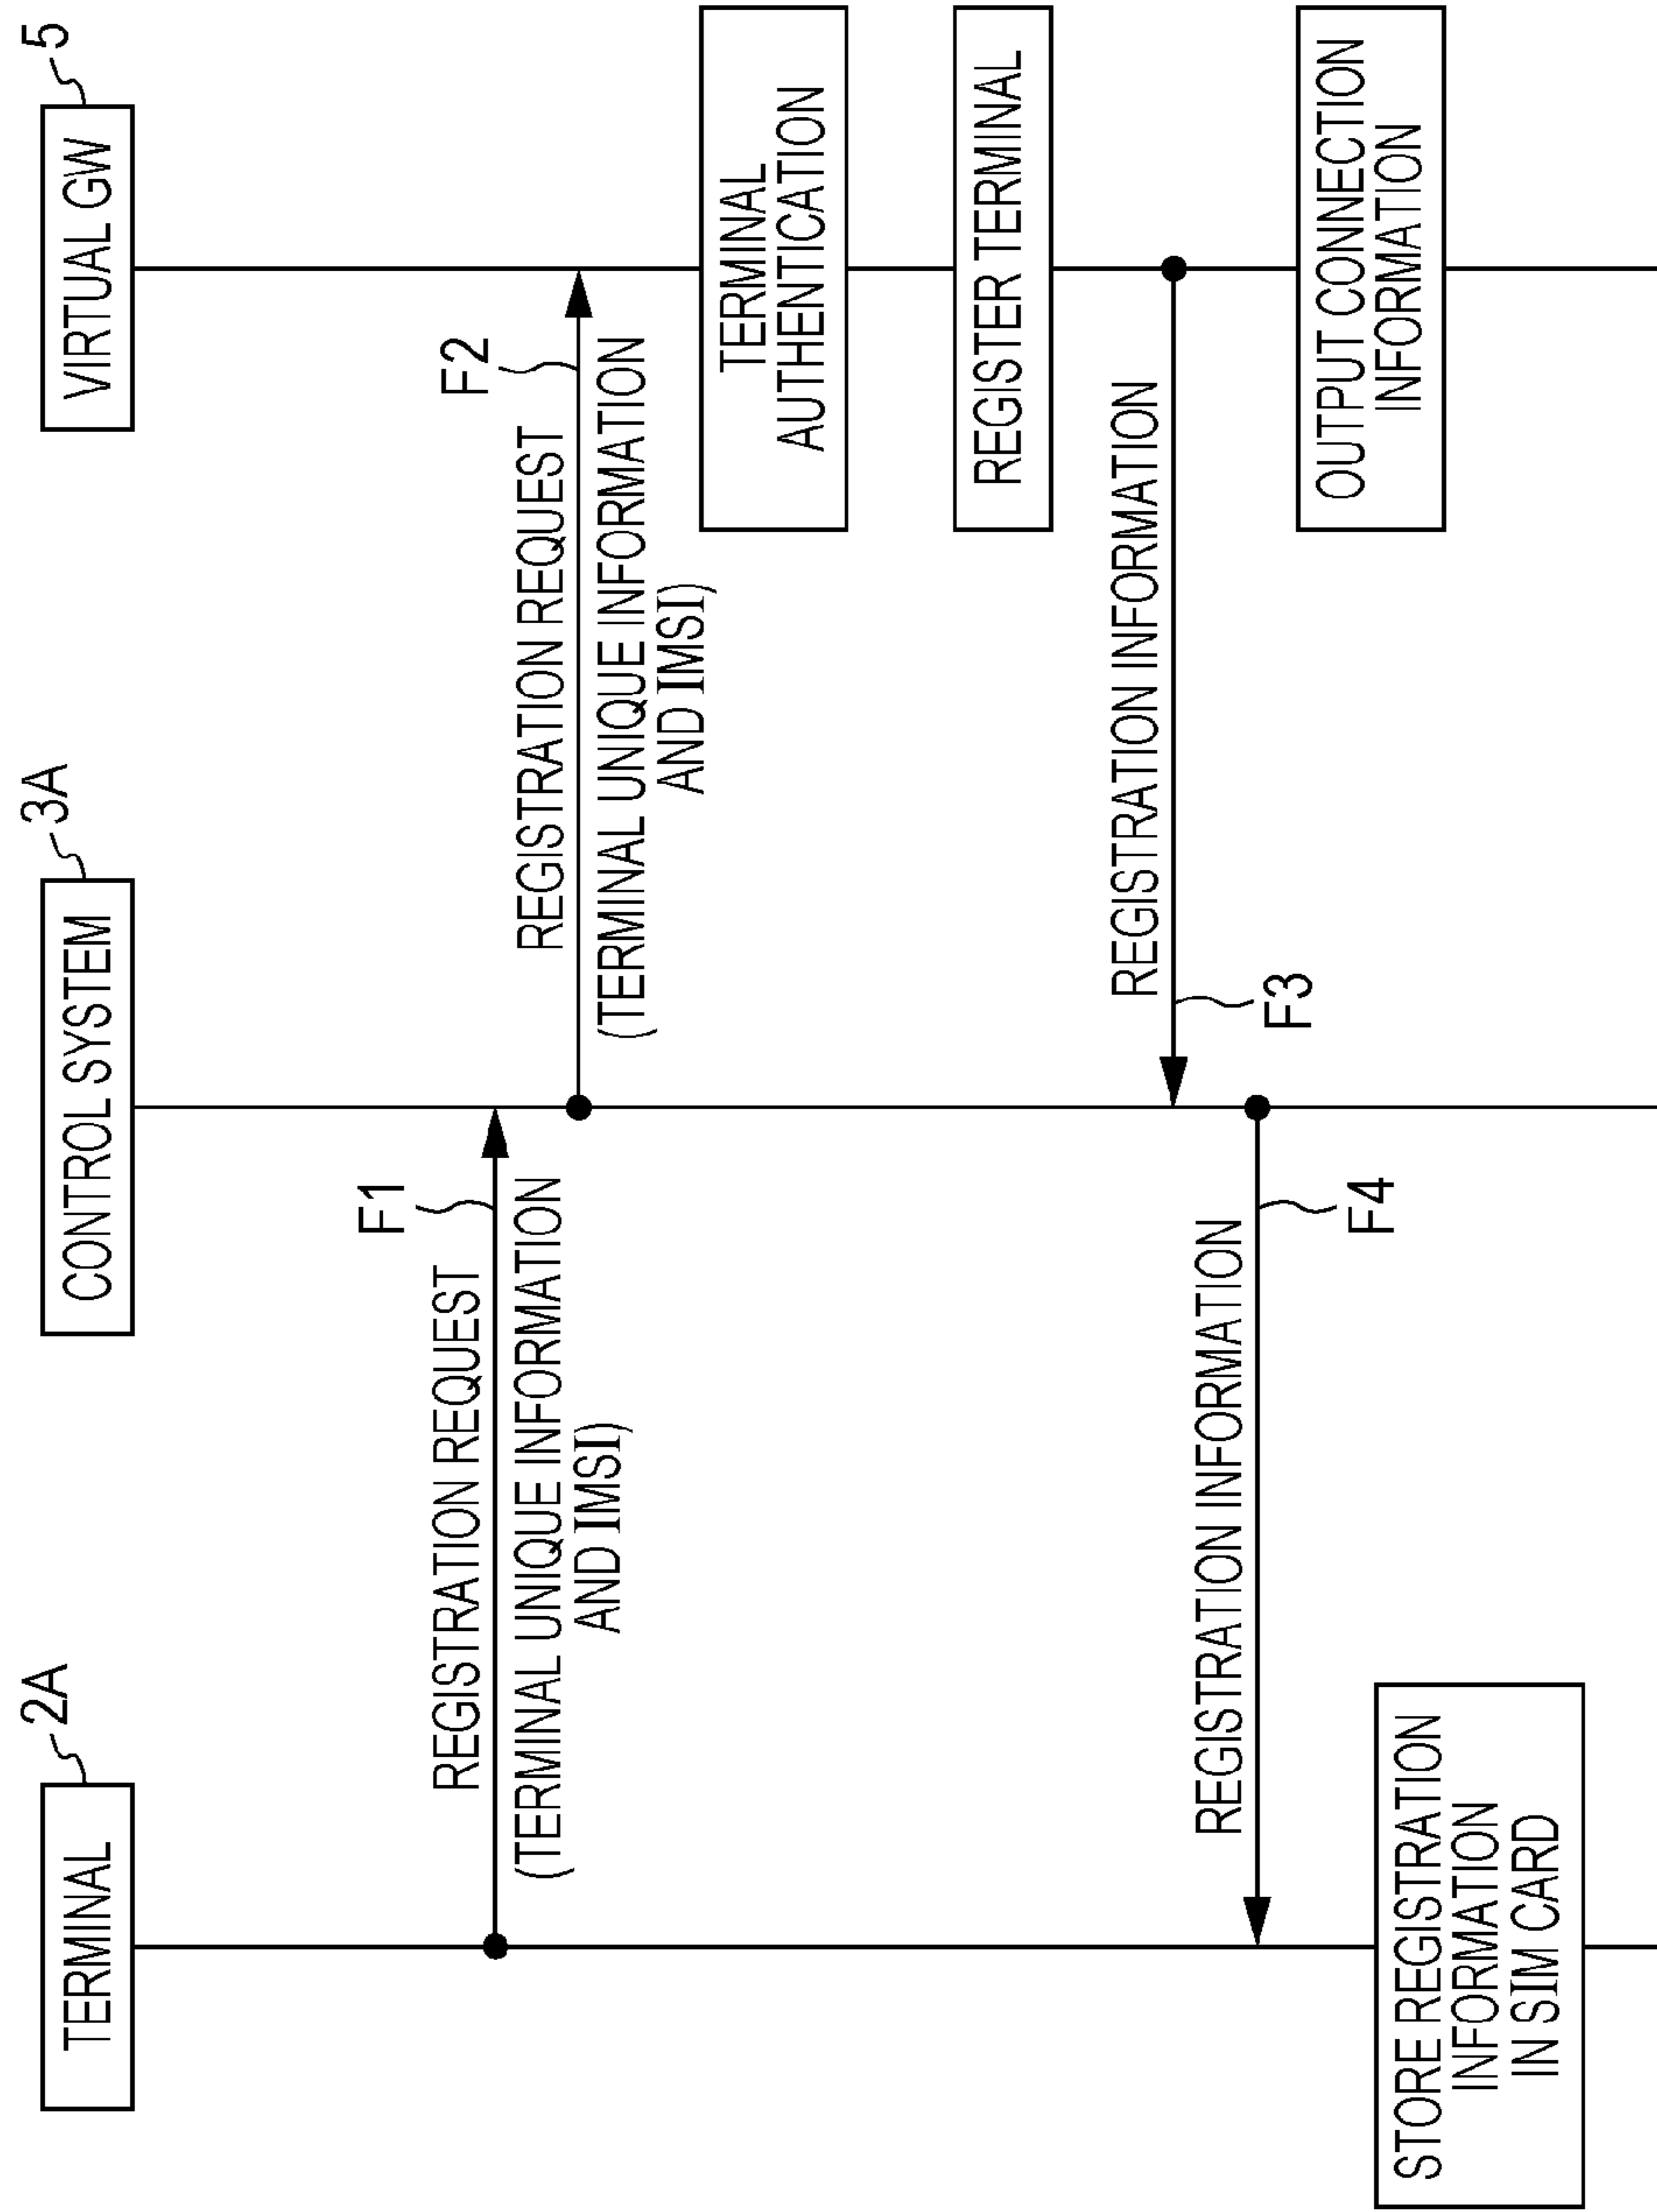 TERMINAL
2A
CONTROL SYSTEM
3A
VIRTUAL GW
5
REGISTRATION REQUEST
F1
(TERMINAL UNIQUE INFORMATION
AND IMSI)
REGISTRATION REQUEST
F2
(TERMINAL UNIQUE INFORMATION
AND IMSI)
TERMINAL
AUTHENTICATION
REGISTER TERMINAL
REGISTRATION INFORMATION
F3
REGISTRATION INFORMATION
F4
OUTPUT CONNECTION
INFORMATION
STORE REGISTRATION
INFORMATION
IN SIM CARD